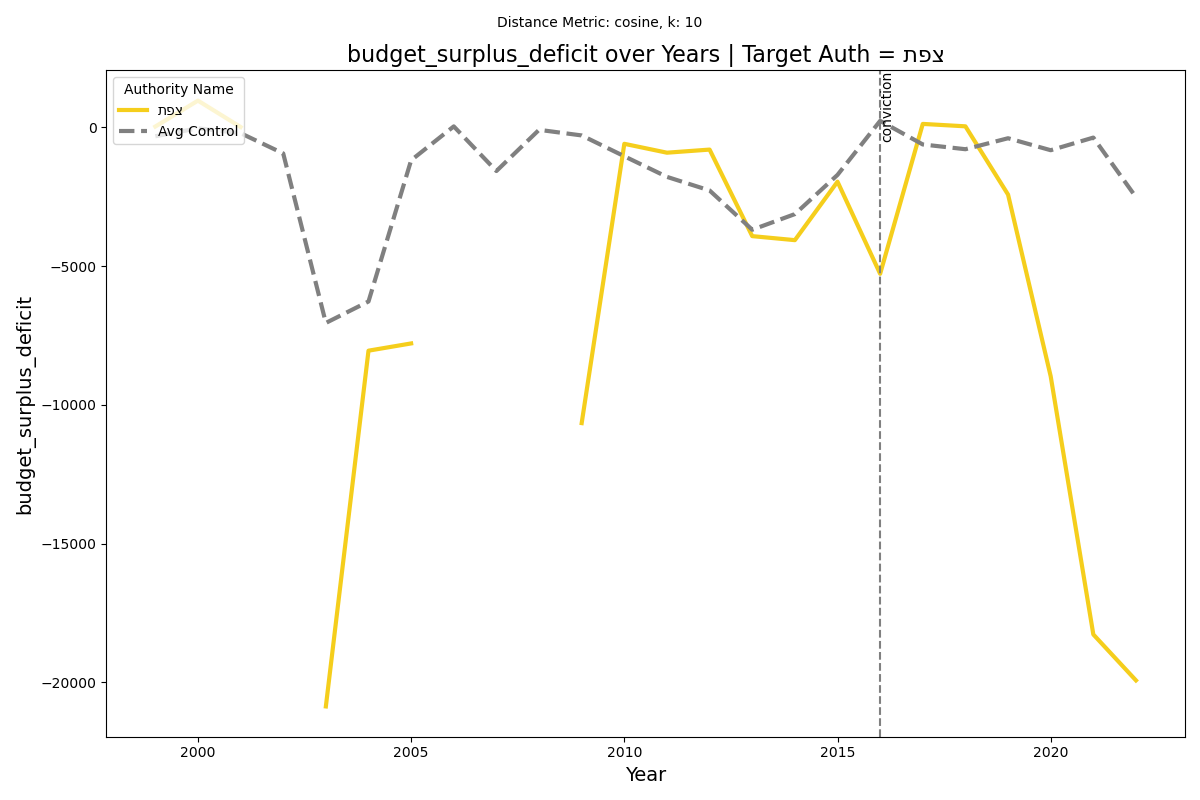 Distance Metric: cosine, k: 10
budget_surplus_deficit over Years | Target Auth = צפת
Authority Name
צפת
Avg Control
conviction
budget_surplus_deficit
0
−5000
−10000
−15000
−20000
2000
2005
2010
2015
2020
Year